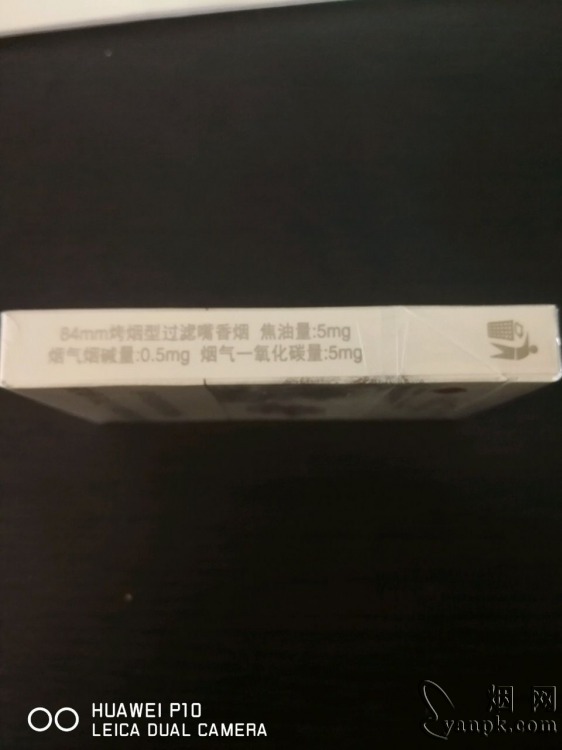 84mm烤烟型过滤嘴香烟 焦油量:5mg
烟气烟碱量:0.5mg 烟气一氧化碳量:5mg
HUAWEI P10
LEICA DUAL CAMERA
烟网
yanpk.com